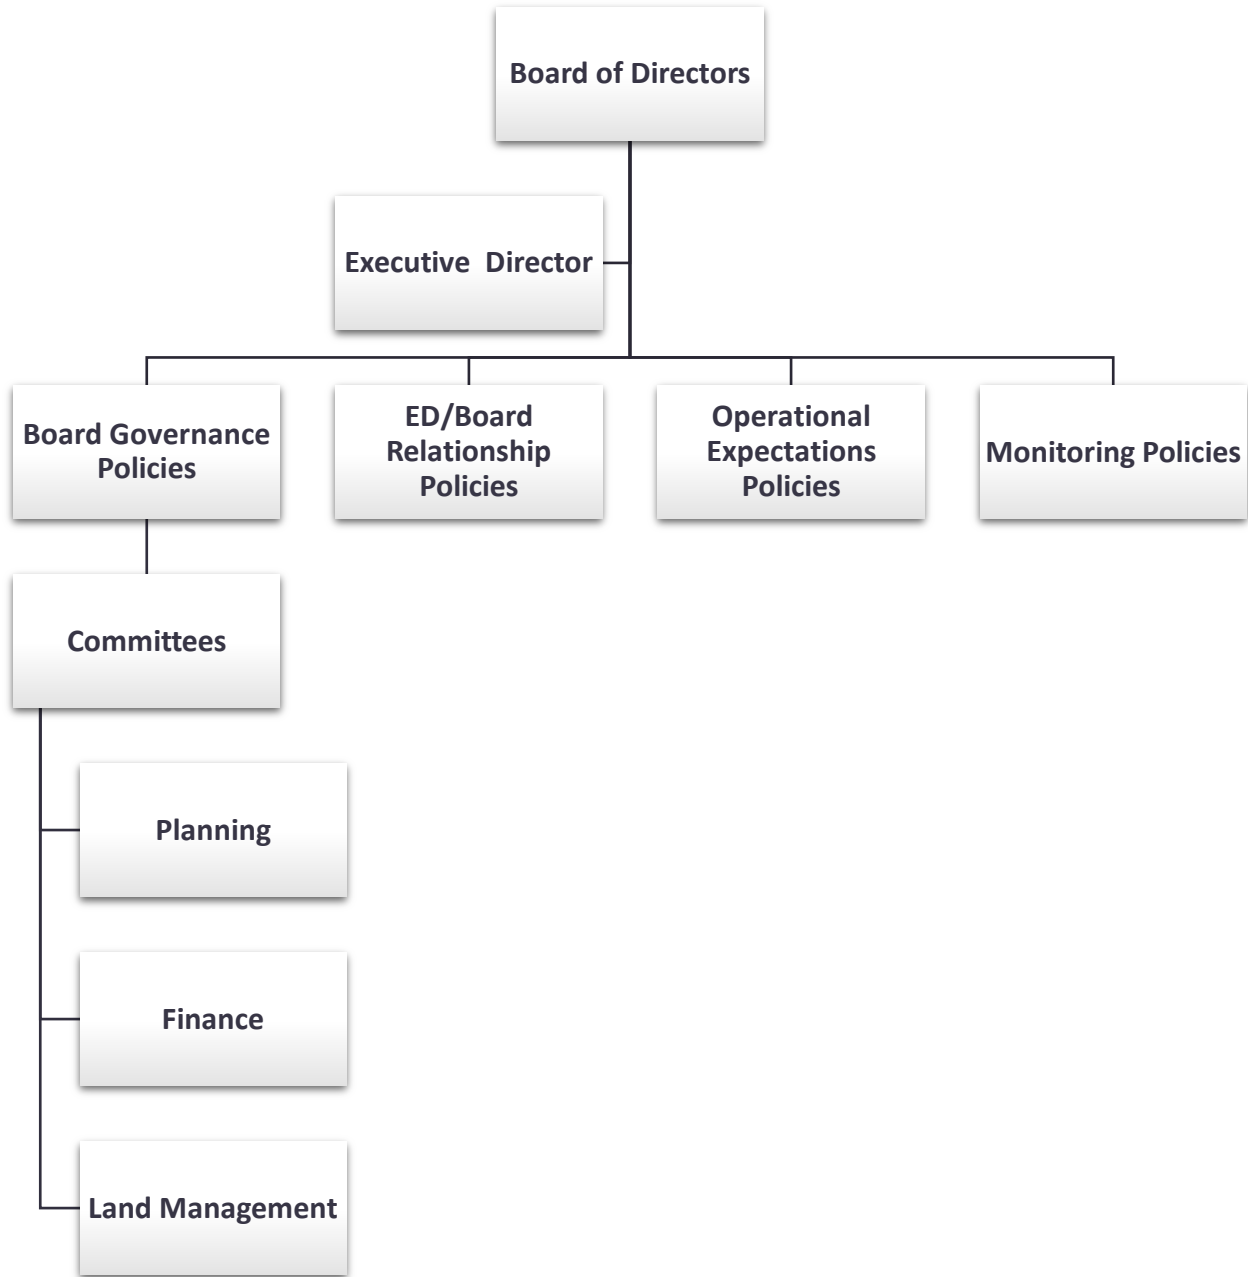 Board of Directors
Executive  Director
Board Governance
Policies
ED/Board
Relationship
Policies
Operational
Expectations
Policies
Monitoring Policies
Committees
Planning
Finance
Land Management